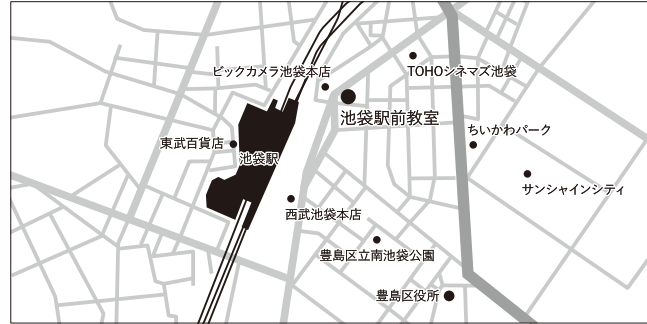 ビックカメラ池袋本店
TOHOシネマズ池袋
池袋駅前教室
ちいかわパーク
東武百貨店
池袋駅
サンシャインシティ
西武池袋本店
豊島区立南池袋公園
豊島区役所